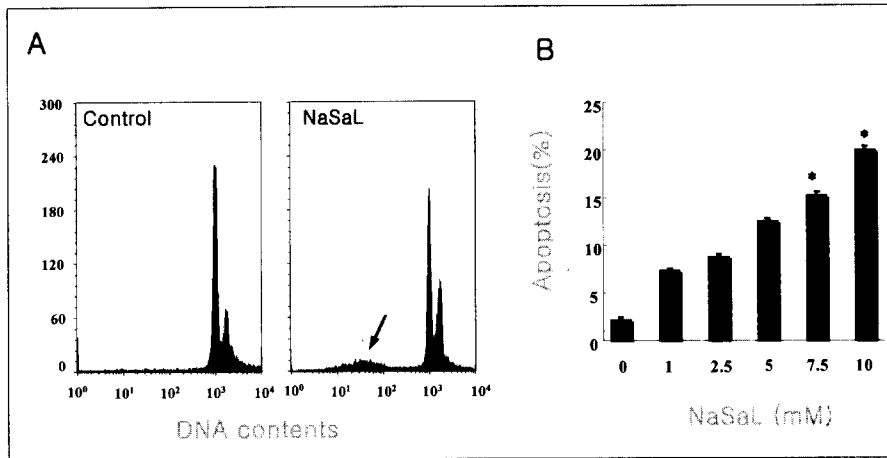 A
B
Control
NaSaL
300
240
180
120
60
0
10⁰ 10¹ 10² 10³ 10⁴
10⁰ 10¹ 10² 10³ 10⁴
DNA contents
Apoptosis(%)
25
20
15
10
5
0
* *
0 1 2.5 5 7.5 10
NaSaL (mM)